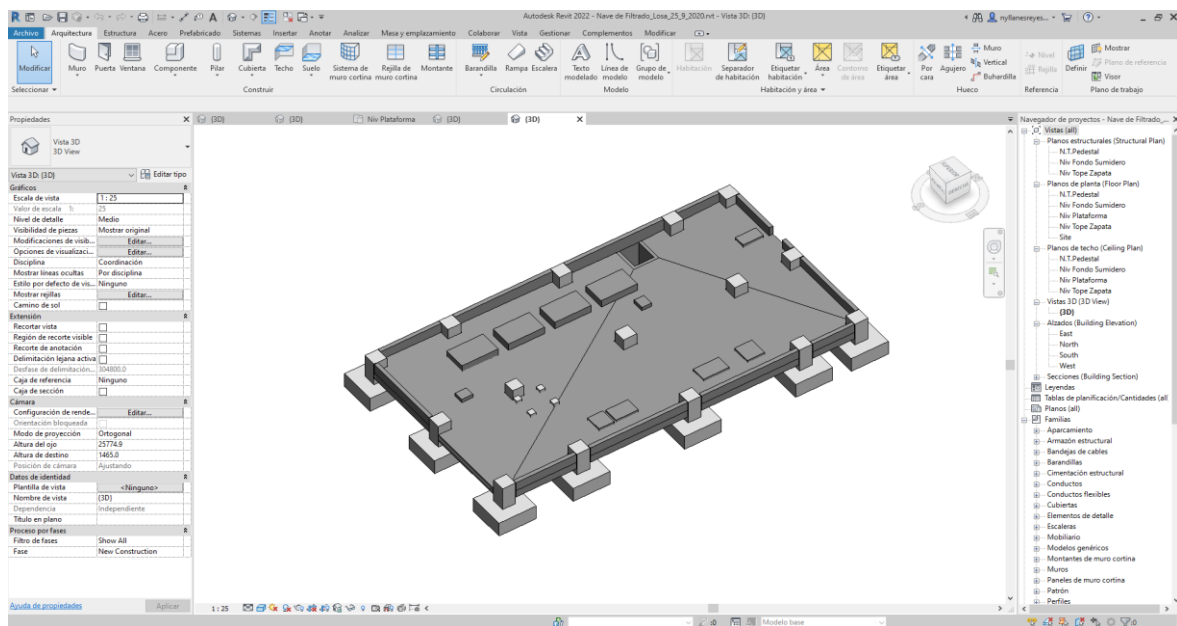 Autodesk Revit 2022 - Nave de Filtrado_Losa_25_9_2020.rvt - Vista 3D: {3D}
nyllanesreyes...
Archivo Arquitectura Estructura Acero Prefabricado Sistemas Insertar Anotar Analizar Masa y emplazamiento Colaborar Vista Gestionar Complementos Modificar
Modificar Muro Puerta Ventana Componente Pilar Cubierta Techo Suelo Sistema de muro cortina Rejilla de muro cortina Montante Barandilla Rampa Escalera Texto modelado Línea de modelo Grupo de modelo Habitación Separador de habitación Etiquetar habitación Área Contorno de área Etiquetar área Por cara Agujero Muro Vertical Buhardilla Nivel Rejilla Definir Mostrar Plano de referencia Visor
Seleccionar Construir Circulación Modelo Habitación y área Hueco Referencia Plano de trabajo
Propiedades
{3D} {3D} Niv Plataforma {3D} {3D}
Vista 3D
3D View
Vista 3D: {3D} Editar tipo
Gráficos
Escala de vista 1 : 25
Valor de escala 1: 25
Nivel de detalle Medio
Visibilidad de piezas Mostrar original
Modificaciones de visib... Editar...
Opciones de visualizaci... Editar...
Disciplina Coordinación
Mostrar líneas ocultas Por disciplina
Estilo por defecto de vis... Ninguno
Mostrar rejillas Editar...
Camino de sol
Extensión
Recortar vista
Región de recorte visible
Recorte de anotación
Delimitación lejana activa
Desfase de delimitación... 304800.0
Caja de referencia Ninguno
Caja de sección
Cámara
Configuración de rende... Editar...
Orientación bloqueada
Modo de proyección Ortogonal
Altura del ojo 25774.9
Altura de destino 1465.0
Posición de cámara Ajustando
Datos de identidad
Plantilla de vista <Ninguno>
Nombre de vista {3D}
Dependencia Independiente
Título en plano
Proceso por fases
Filtro de fases Show All
Fase New Construction
Ayuda de propiedades Aplicar
1 : 25
:0 Modelo base
:0
Navegador de proyectos - Nave de Filtrado_...
Vistas (all)
Planos estructurales (Structural Plan)
N.T.Pedestal
Niv Fondo Sumidero
Niv Tope Zapata
Planos de planta (Floor Plan)
N.T.Pedestal
Niv Fondo Sumidero
Niv Plataforma
Niv Tope Zapata
Site
Planos de techo (Ceiling Plan)
N.T.Pedestal
Niv Fondo Sumidero
Niv Plataforma
Niv Tope Zapata
Vistas 3D (3D View)
{3D}
Alzados (Building Elevation)
East
North
South
West
Secciones (Building Section)
Leyendas
Tablas de planificación/Cantidades (all
Planos (all)
Familias
Aparcamiento
Armazón estructural
Bandejas de cables
Barandillas
Cimentación estructural
Conductos
Conductos flexibles
Cubiertas
Elementos de detalle
Escaleras
Mobiliario
Modelos genéricos
Montantes de muro cortina
Muros
Paneles de muro cortina
Patrón
Perfiles